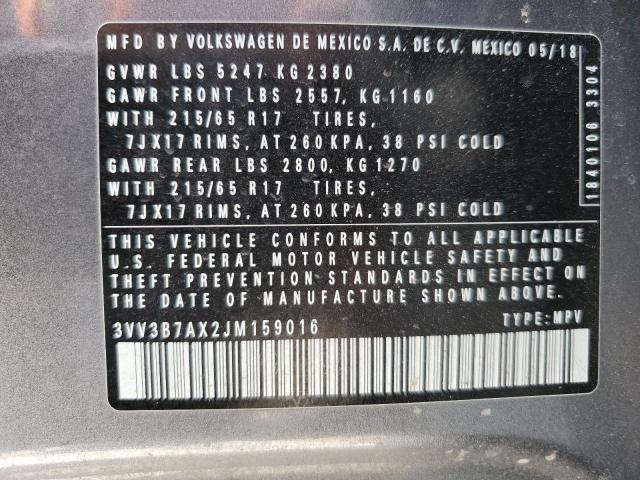 MFD BY VOLKSWAGEN DE MEXICO S.A. DE C.V. MEXICO 05/18
GVWR LBS 5247 KG 2380
GAWR FRONT LBS 2557, KG 1160
WITH 215/65 R17 TIRES,
7JX17 RIMS, AT 260 KPA, 38 PSI COLD
GAWR REAR LBS 2800, KG 1270
WITH 215/65 R17 TIRES,
7JX17 RIMS, AT 260 KPA, 38 PSI COLD
1840106 3304
THIS VEHICLE CONFORMS TO ALL APPLICABLE
U.S. FEDERAL MOTOR VEHICLE SAFETY AND
THEFT PREVENTION STANDARDS IN EFFECT ON
THE DATE OF MANUFACTURE SHOWN ABOVE.
3VV3B7AX2JM159016 TYPE:MPV